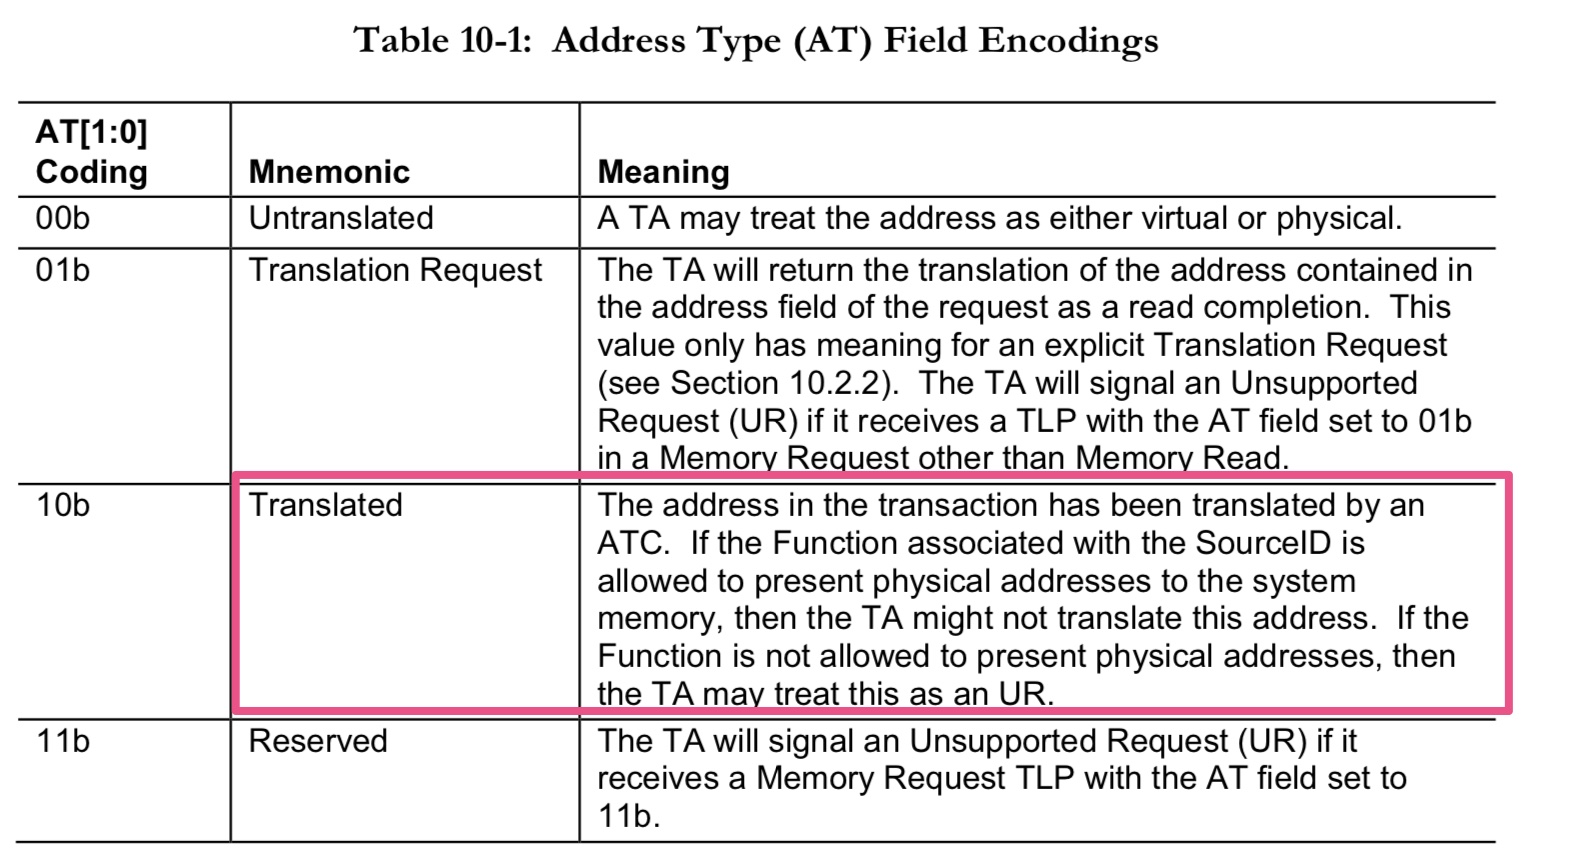 Table 10-1: Address Type (AT) Field Encodings
AT[1:0]
Coding
Mnemonic
Meaning
00b
Untranslated
A TA may treat the address as either virtual or physical.
01b
Translation Request
The TA will return the translation of the address contained in
the address field of the request as a read completion. This
value only has meaning for an explicit Translation Request
(see Section 10.2.2). The TA will signal an Unsupported
Request (UR) if it receives a TLP with the AT field set to 01b
in a Memory Request other than Memory Read.
10b
Translated
The address in the transaction has been translated by an
ATC. If the Function associated with the SourceID is
allowed to present physical addresses to the system
memory, then the TA might not translate this address. If the
Function is not allowed to present physical addresses, then
the TA may treat this as an UR.
11b
Reserved
The TA will signal an Unsupported Request (UR) if it
receives a Memory Request TLP with the AT field set to
11b.